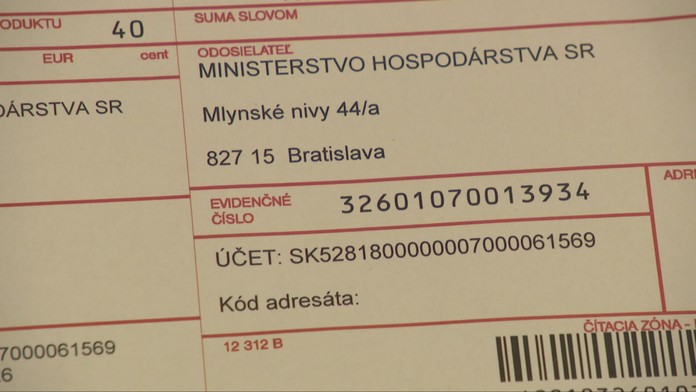 ODUKTU
40
EUR
cent
DÁRSTVA SR
7000061569
6
SUMA SLOVOM
ODOSIELATEĽ
MINISTERSTVO HOSPODÁRSTVA SR
Mlynské nivy 44/a
827 15 Bratislava
EVIDENČNÉ
ČÍSLO
32601070013934
ÚČET: SK5281800000007000061569
Kód adresáta:
12 312 B
ADRE
ČÍTACIA ZÓNA -